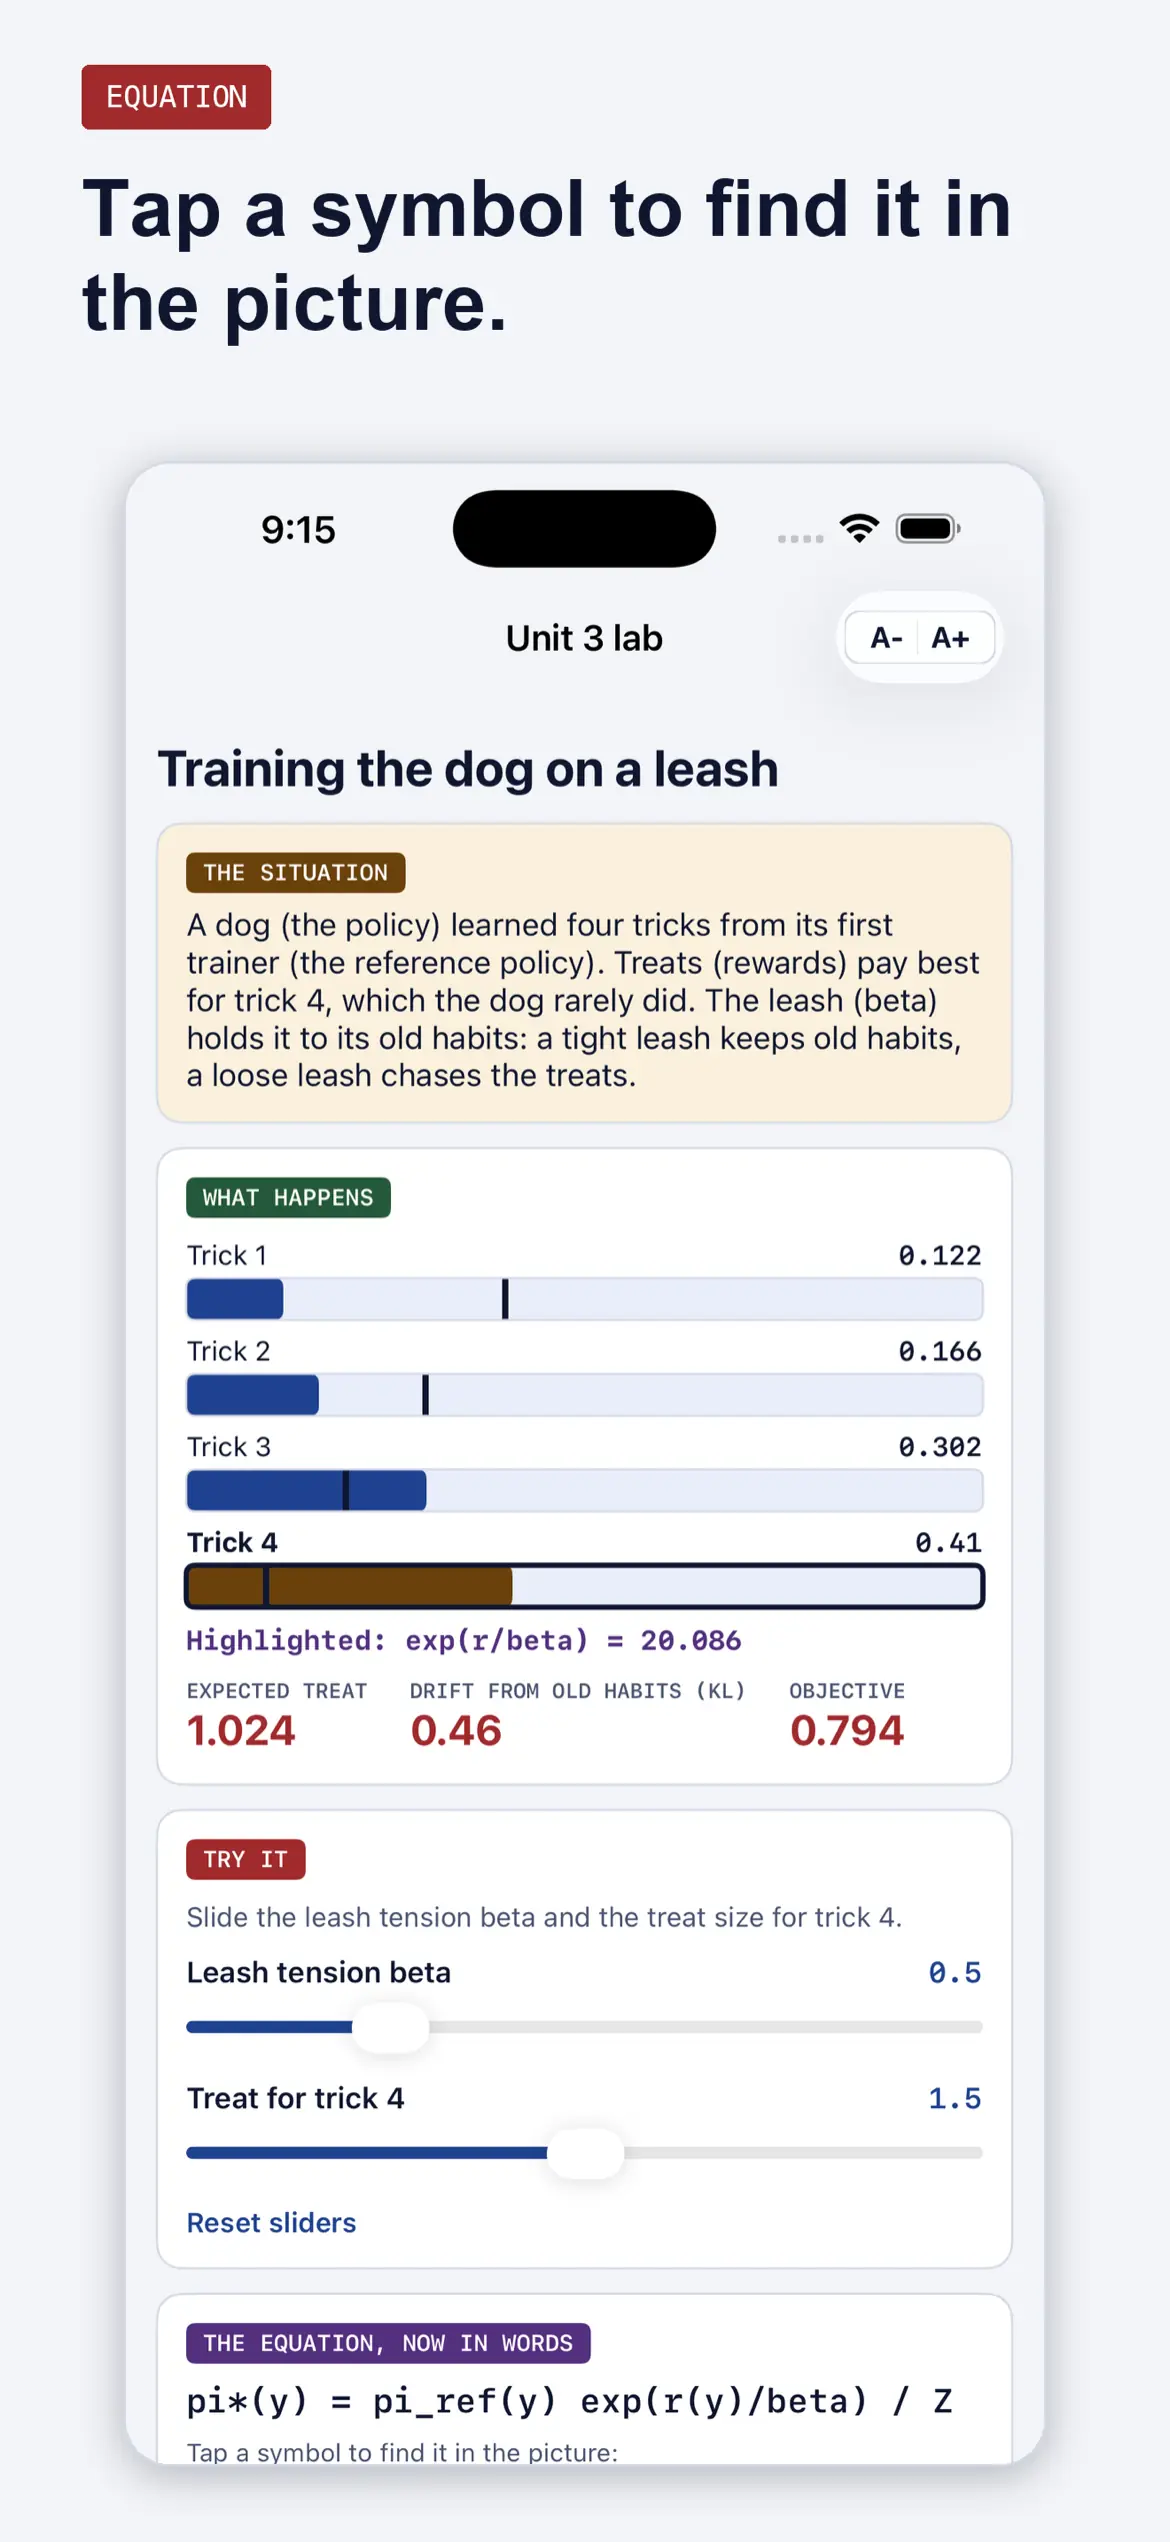 EQUATION
Tap a symbol to find it in
the picture.
9:15
Unit 3 lab
A- A+
Training the dog on a leash
THE SITUATION
A dog (the policy) learned four tricks from its first
trainer (the reference policy). Treats (rewards) pay best
for trick 4, which the dog rarely did. The leash (beta)
holds it to its old habits: a tight leash keeps old habits,
a loose leash chases the treats.
WHAT HAPPENS
Trick 1 0.122
Trick 2 0.166
Trick 3 0.302
Trick 4 0.41
Highlighted: exp(r/beta) = 20.086
EXPECTED TREAT DRIFT FROM OLD HABITS (KL) OBJECTIVE
1.024 0.46 0.794
TRY IT
Slide the leash tension beta and the treat size for trick 4.
Leash tension beta 0.5
Treat for trick 4 1.5
Reset sliders
THE EQUATION, NOW IN WORDS
pi*(y) = pi_ref(y) exp(r(y)/beta) / Z
Tap a symbol to find it in the picture: